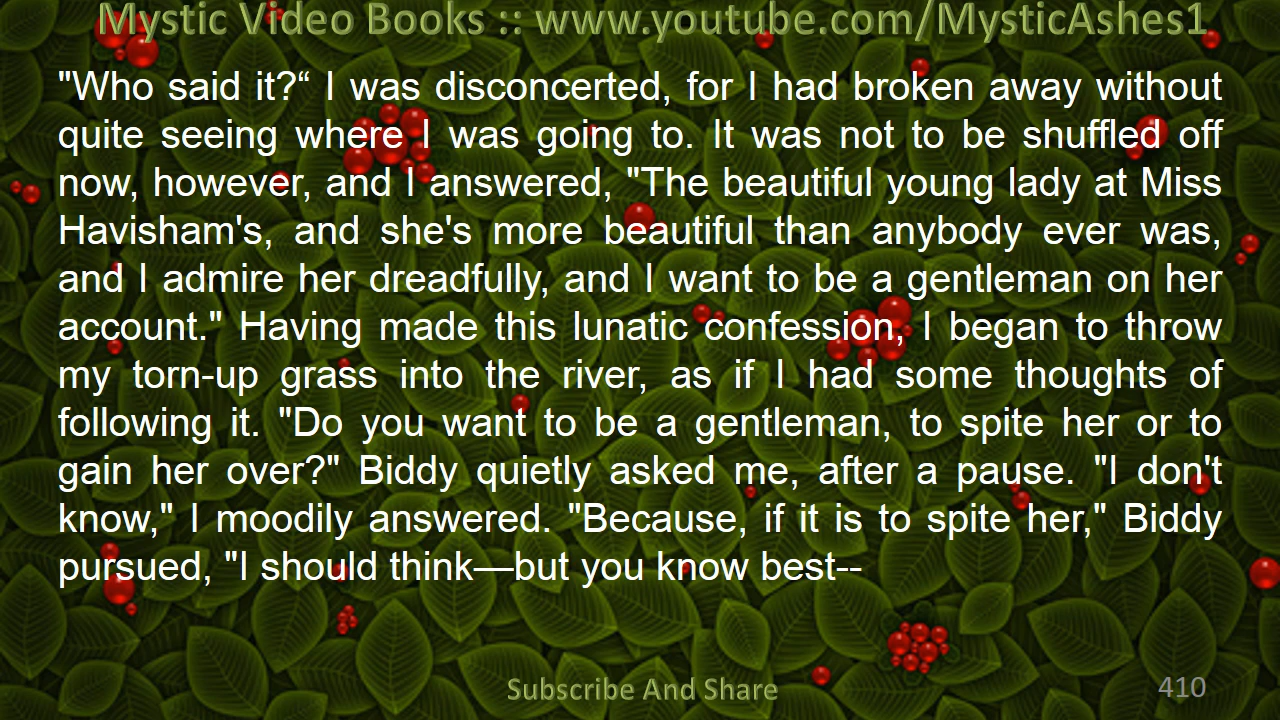 Mystic Video Books :: www.youtube.com/MysticAshes1
"Who said it?“ I was disconcerted, for I had broken away without
quite seeing where I was going to. It was not to be shuffled off
now, however, and I answered, "The beautiful young lady at Miss
Havisham's, and she's more beautiful than anybody ever was,
and I admire her dreadfully, and I want to be a gentleman on her
account." Having made this lunatic confession, I began to throw
my torn-up grass into the river, as if I had some thoughts of
following it. "Do you want to be a gentleman, to spite her or to
gain her over?" Biddy quietly asked me, after a pause. "I don't
know," I moodily answered. "Because, if it is to spite her," Biddy
pursued, "I should think—but you know best--
Subscribe And Share
410